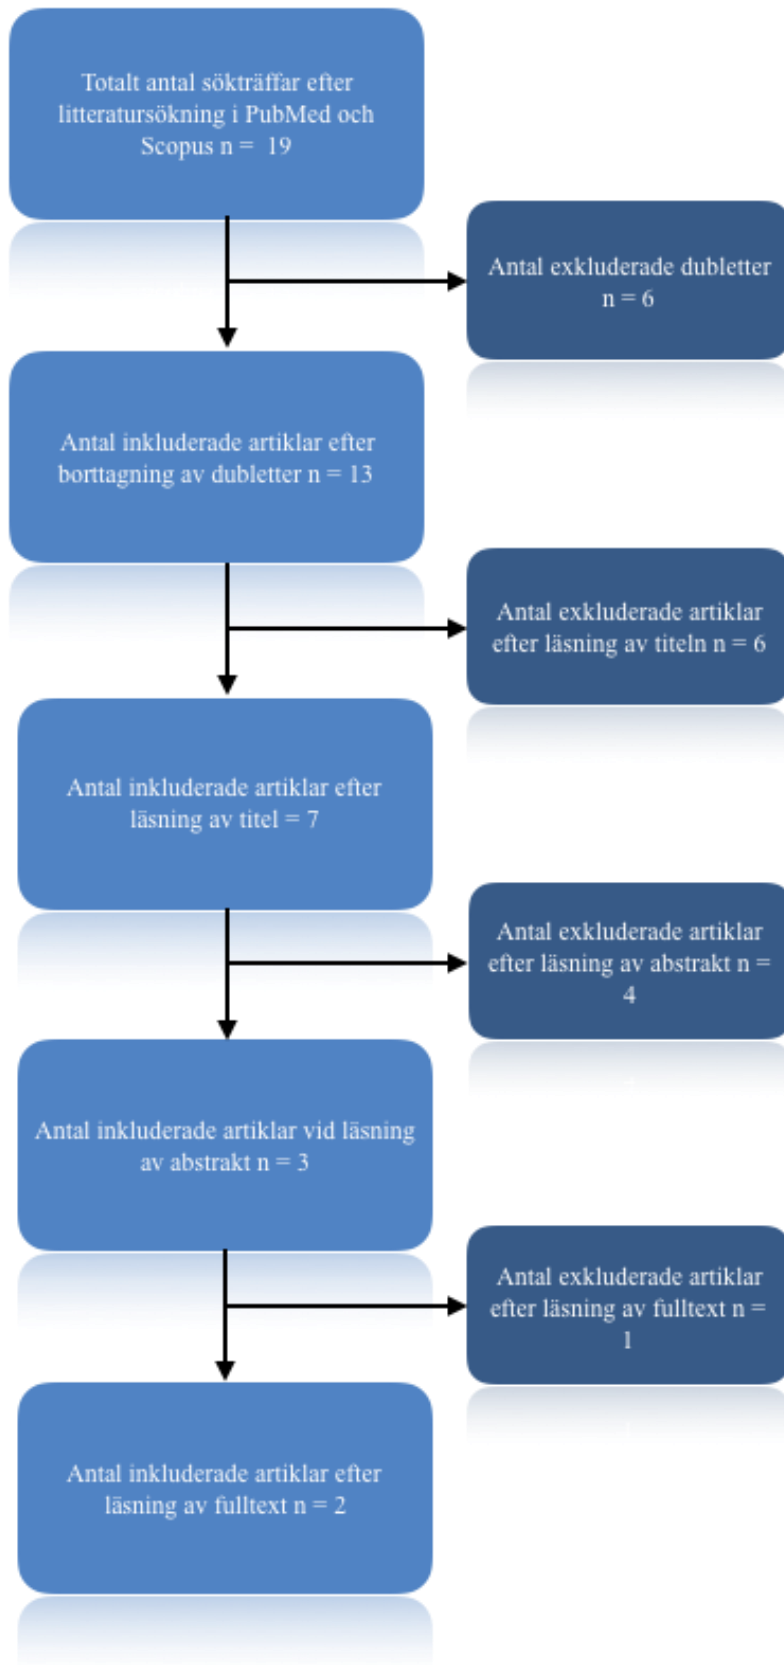 Totalt antal sökträffar efter
litteratursökning i PubMed och
Scopus n =  19
Antal exkluderade dubletter
n = 6
Antal inkluderade artiklar efter
borttagning av dubletter n = 13
Antal exkluderade artiklar
efter läsning av titeln n = 6
Antal inkluderade artiklar efter
läsning av titel = 7
Antal exkluderade artiklar
efter läsning av abstrakt n =
4
Antal inkluderade artiklar vid läsning
av abstrakt n = 3
Antal exkluderade artiklar
efter läsning av fulltext n =
1
Antal inkluderade artiklar efter
läsning av fulltext n = 2